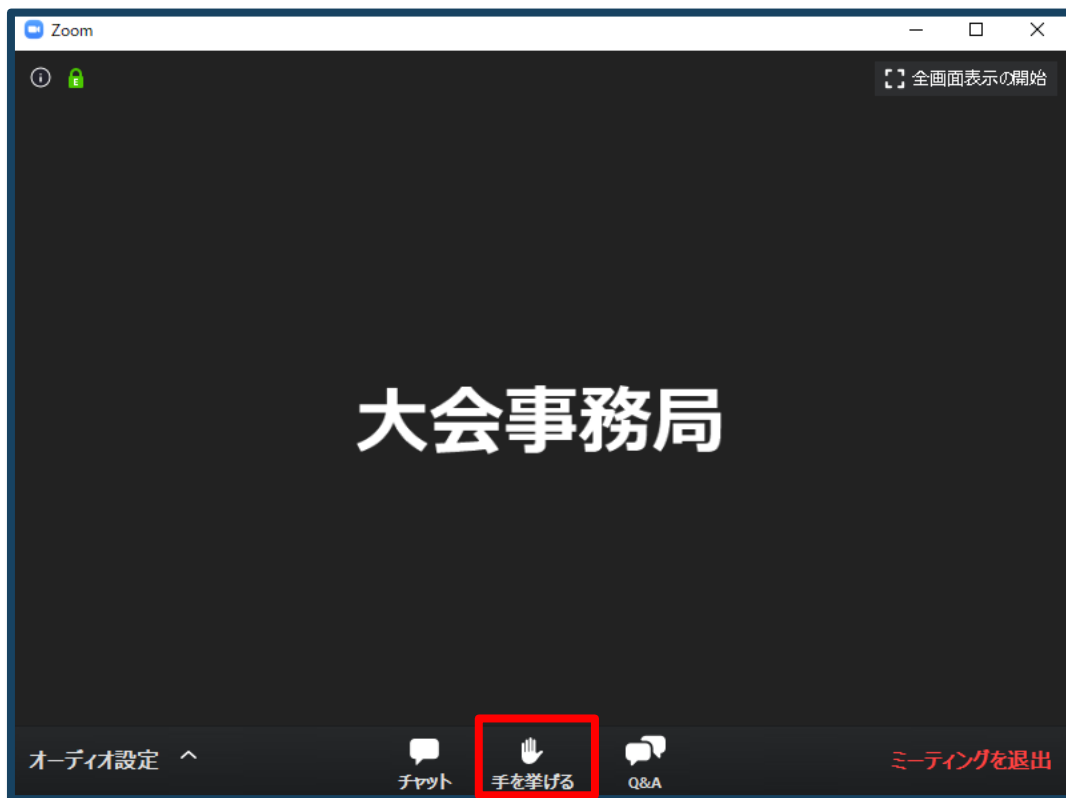 Zoom
全画面表示の開始
大会事務局
オーディオ設定
チャット
手を挙げる
Q&A
ミーティングを退出